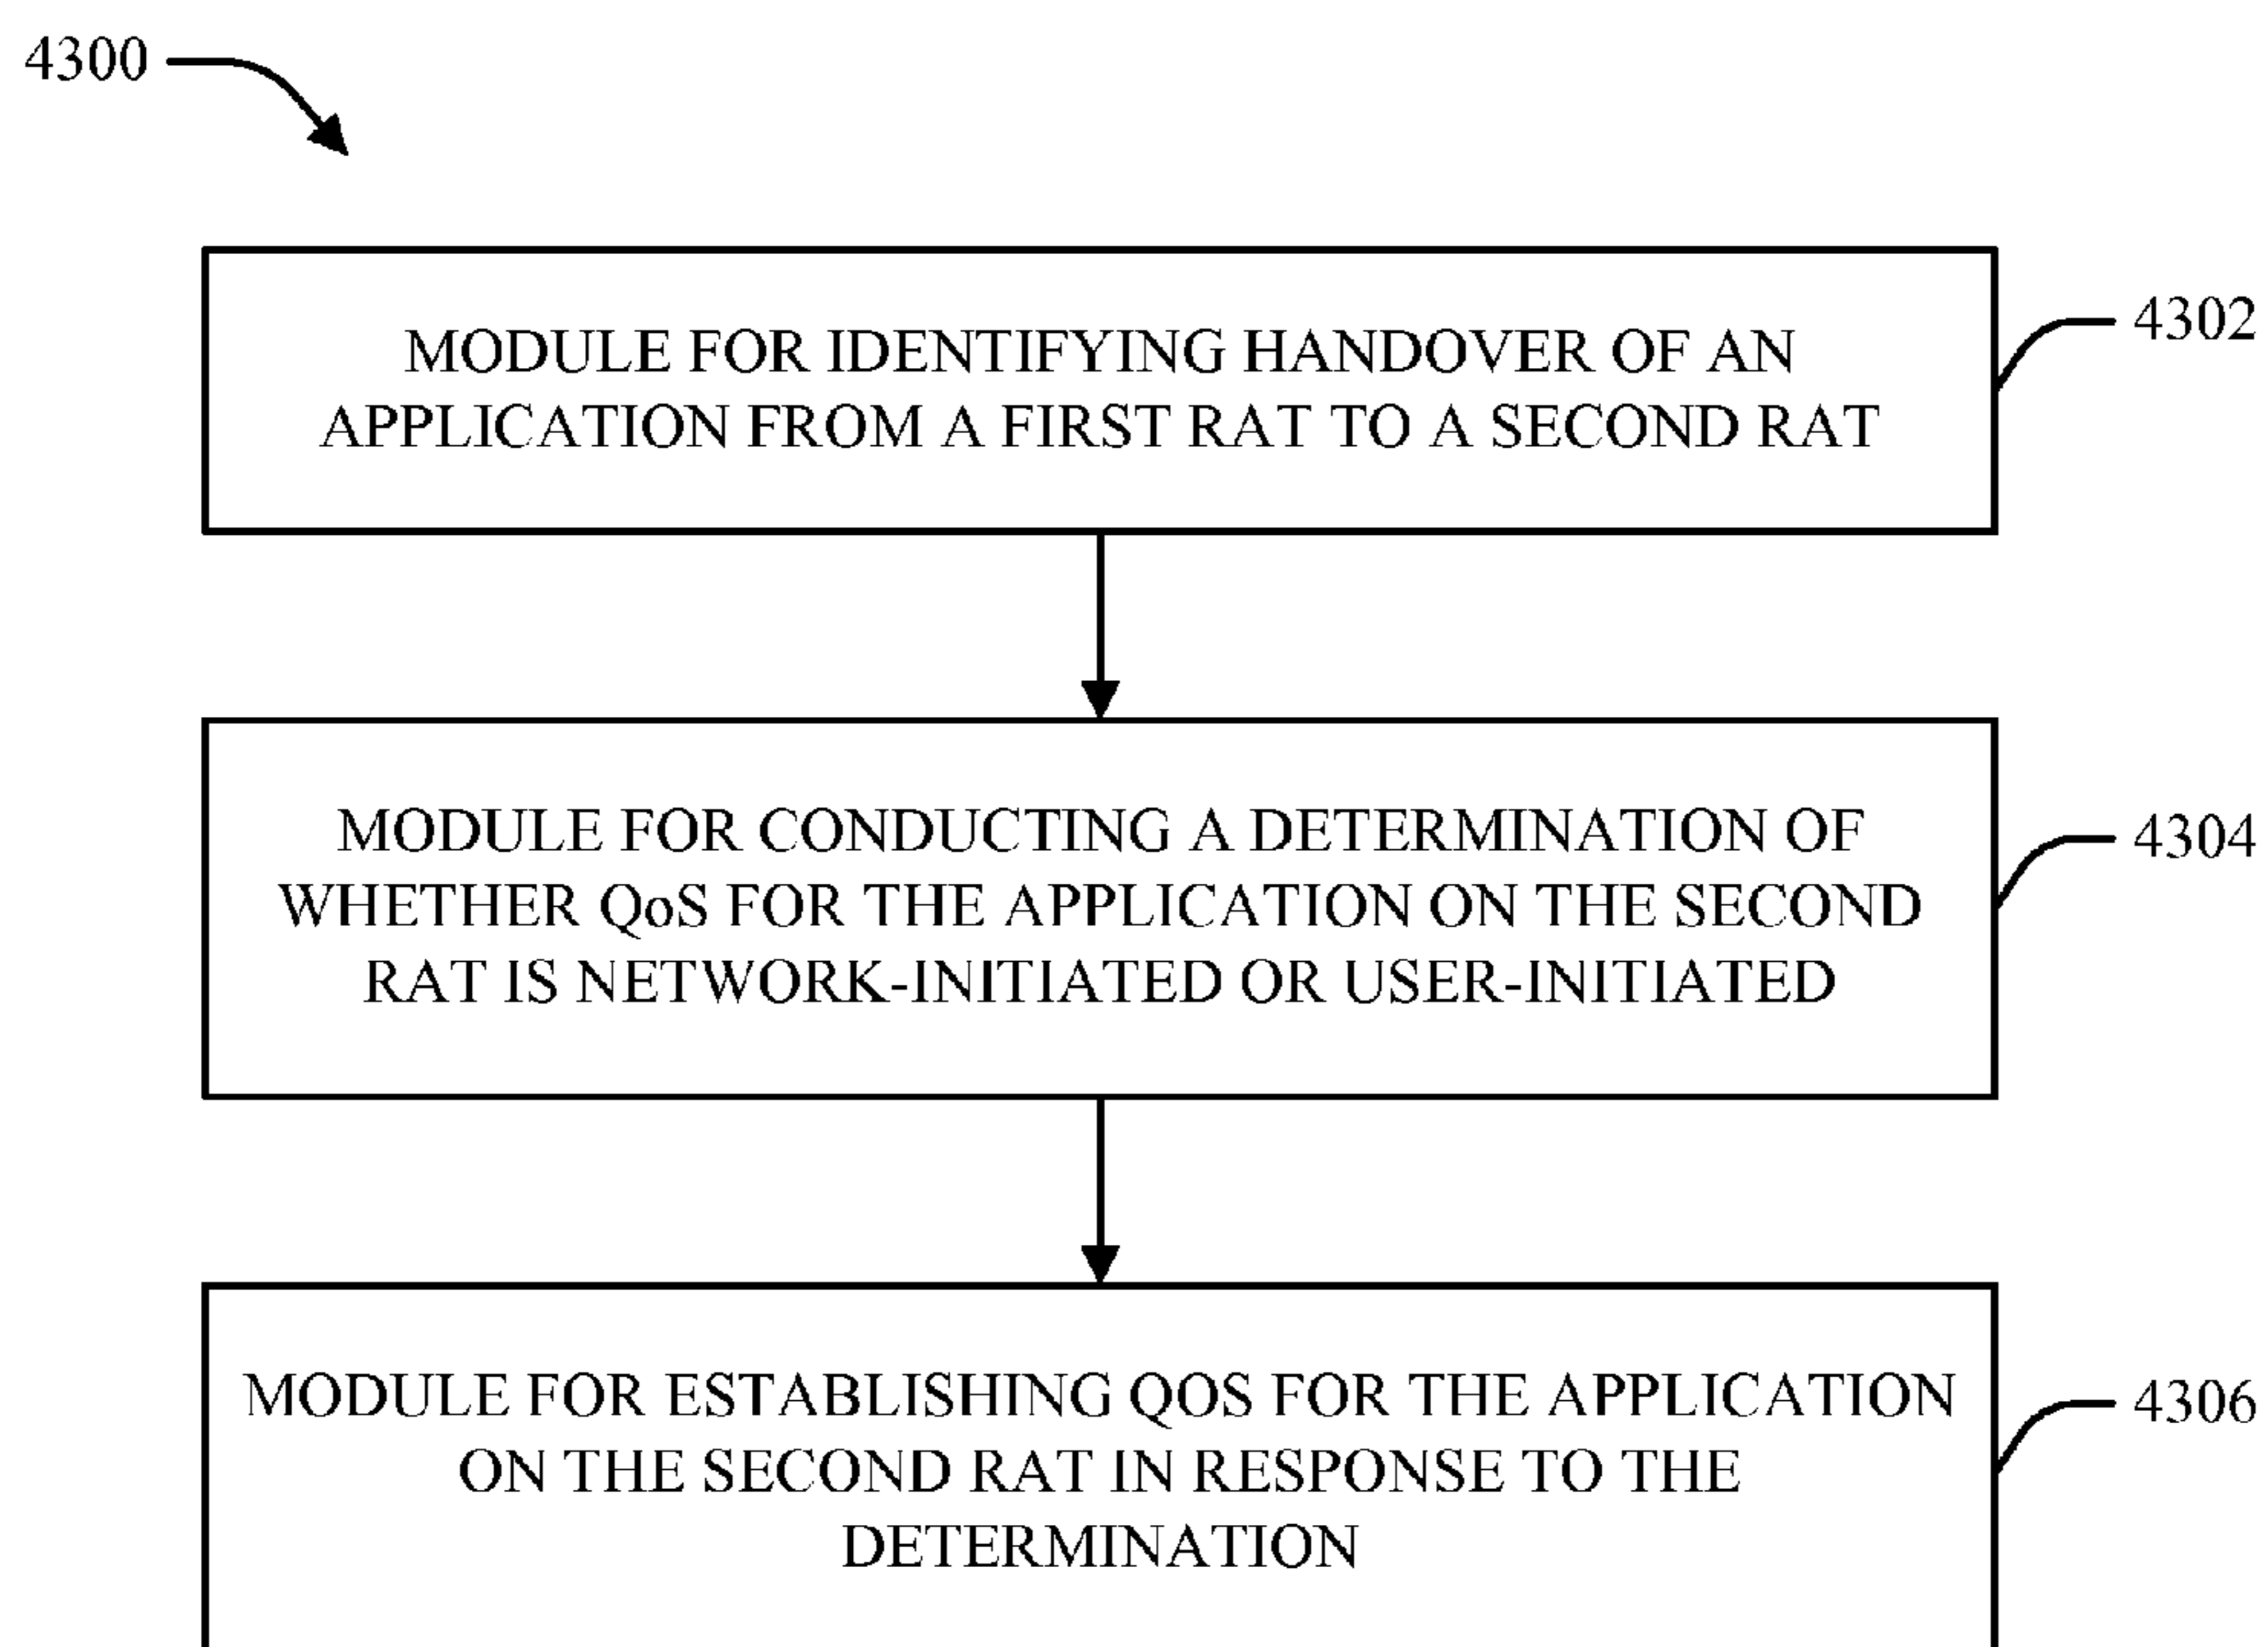 4300
MODULE FOR IDENTIFYING HANDOVER OF AN
APPLICATION FROM A FIRST RAT TO A SECOND RAT
4302
MODULE FOR CONDUCTING A DETERMINATION OF
WHETHER QoS FOR THE APPLICATION ON THE SECOND
RAT IS NETWORK-INITIATED OR USER-INITIATED
4304
MODULE FOR ESTABLISHING QOS FOR THE APPLICATION
ON THE SECOND RAT IN RESPONSE TO THE
DETERMINATION
4306